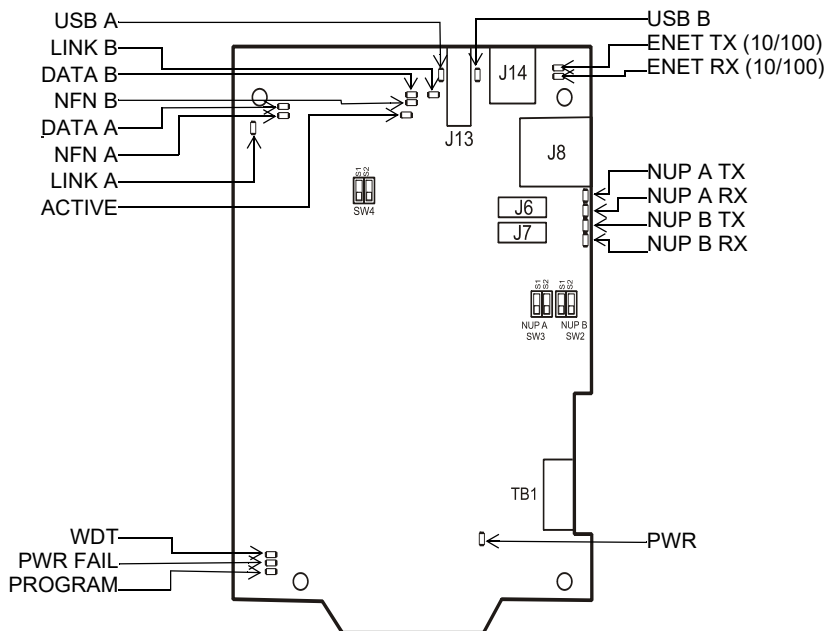 USB A
LINK B
DATA B
NFN B
DATA A
NFN A
LINK A
ACTIVE
USB B
ENET TX (10/100)
ENET RX (10/100)
J14
J13
J8
S1 S2
SW4
J6
J7
NUP A TX
NUP A RX
NUP B TX
NUP B RX
S1 S2 S1 S2
NUP A NUP B
SW3 SW2
TB1
WDT
PWR FAIL
PROGRAM
PWR